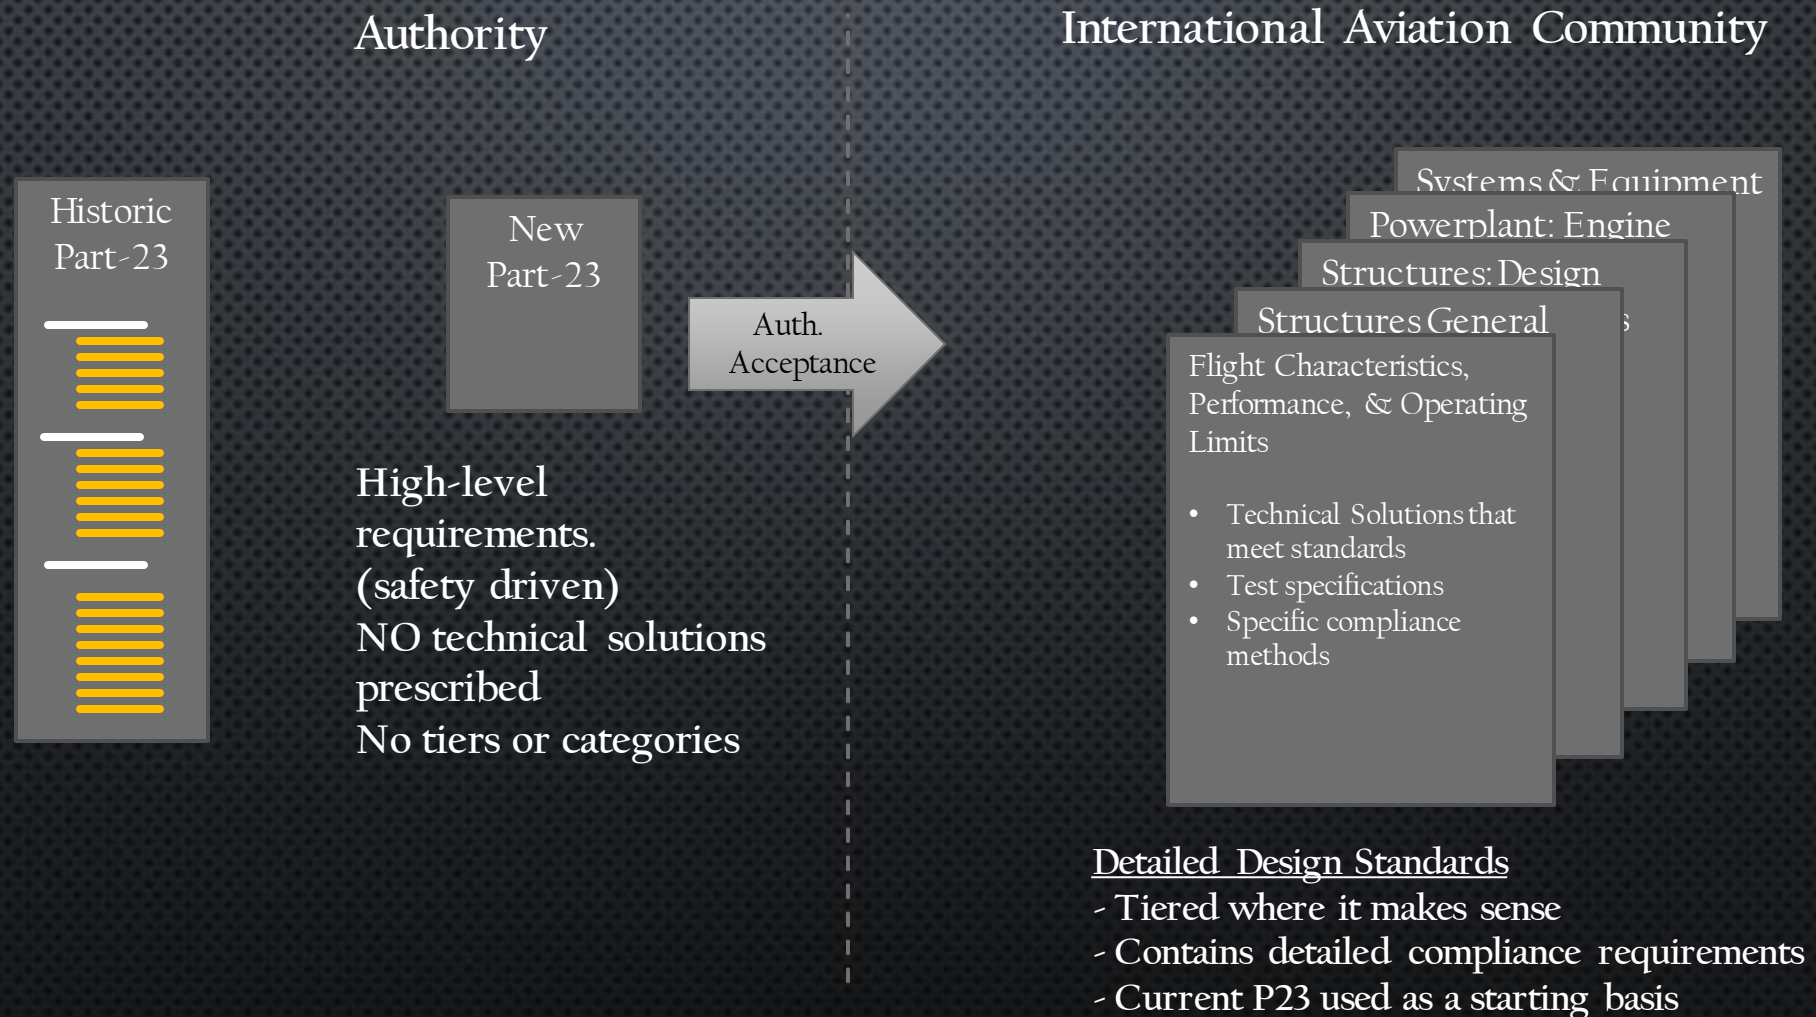 Authority
International Aviation Community
Historic
Part-23
New
Part-23
Auth.
Acceptance
High-level
requirements.
(safety driven)
NO technical solutions
prescribed
No tiers or categories
Systems & Equipment
Powerplant: Engine
Structures: Design
Structures General
Flight Characteristics,
Performance, & Operating
Limits
• Technical Solutions that
meet standards
• Test specifications
• Specific compliance
methods
Detailed Design Standards
- Tiered where it makes sense
- Contains detailed compliance requirements
- Current P23 used as a starting basis